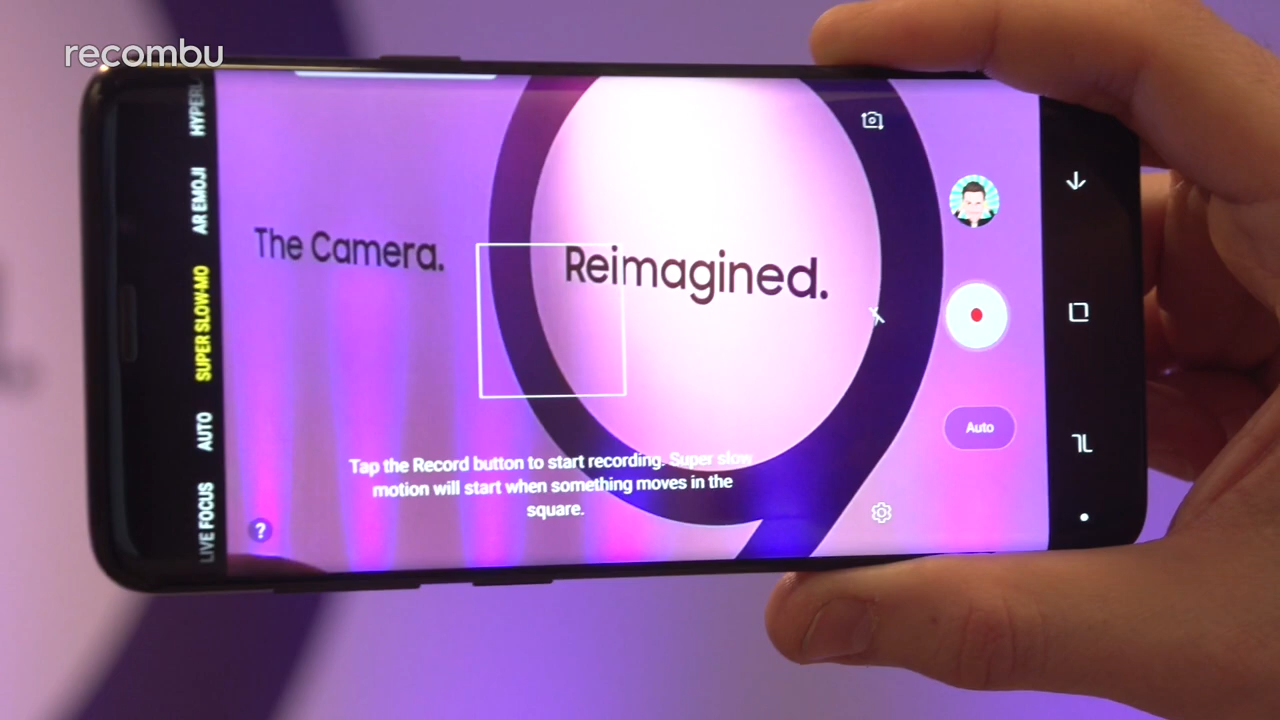 recombu
HYPERL
AR EMOJI
SUPER SLOW-MO
AUTO
LIVE FOCUS
The Camera.
Reimagined.
Tap the Record button to start recording. Super slow
motion will start when something moves in the
square.
?
Auto